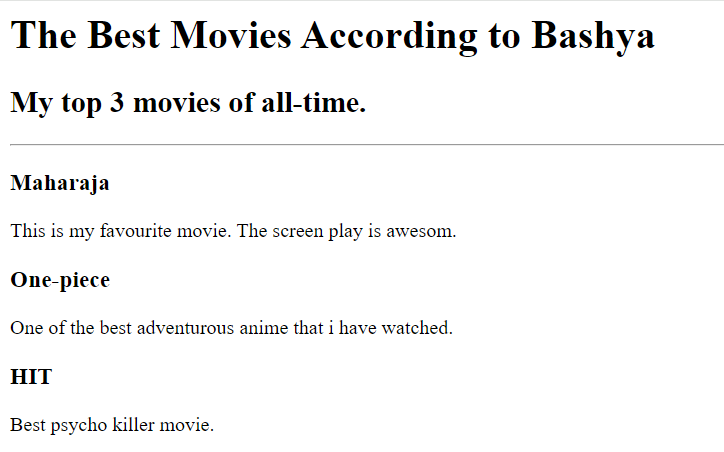 The Best Movies According to Bashya
My top 3 movies of all-time.
Maharaja
This is my favourite movie. The screen play is awesom.
One-piece
One of the best adventurous anime that i have watched.
HIT
Best psycho killer movie.